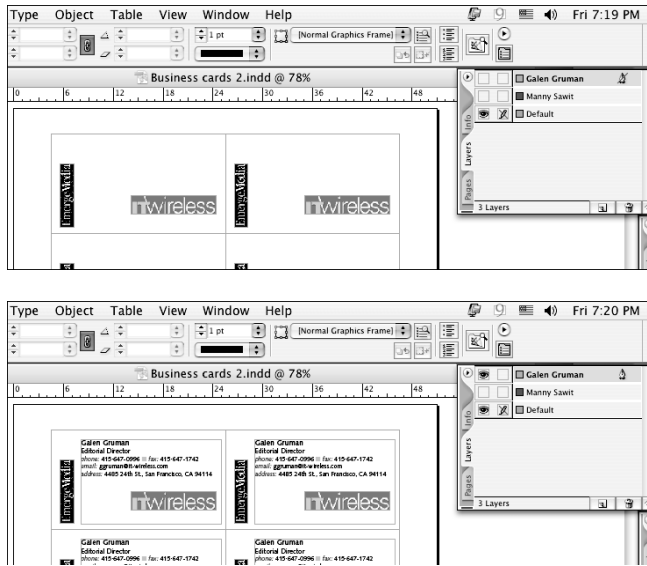 Type Object Table View Window Help Fri 7:19 PM
1 pt [Normal Graphics Frame]
Business cards 2.indd @ 78%
0 6 12 18 24 30 36 42 48
Galen Gruman
Manny Sawit
Default
Info
Layers
Pages
3 Layers
EmergeMedia
itwireless
EmergeMedia
itwireless
Type Object Table View Window Help Fri 7:20 PM
1 pt [Normal Graphics Frame]
Business cards 2.indd @ 78%
0 6 12 18 24 30 36 42 48
Galen Gruman
Manny Sawit
Default
Info
Layers
Pages
3 Layers
Galen Gruman
Editorial Director
phone: 415-647-0996 fax: 415-647-1742
email: ggruman@it-wireless.com
address: 4485 24th St., San Francisco, CA 94114
EmergeMedia
itwireless
Galen Gruman
Editorial Director
phone: 415-647-0996 fax: 415-647-1742
email: ggruman@it-wireless.com
address: 4485 24th St., San Francisco, CA 94114
EmergeMedia
itwireless
Galen Gruman
Editorial Director
phone: 415-647-0996 fax: 415-647-1742
Galen Gruman
Editorial Director
phone: 415-647-0996 fax: 415-647-1742